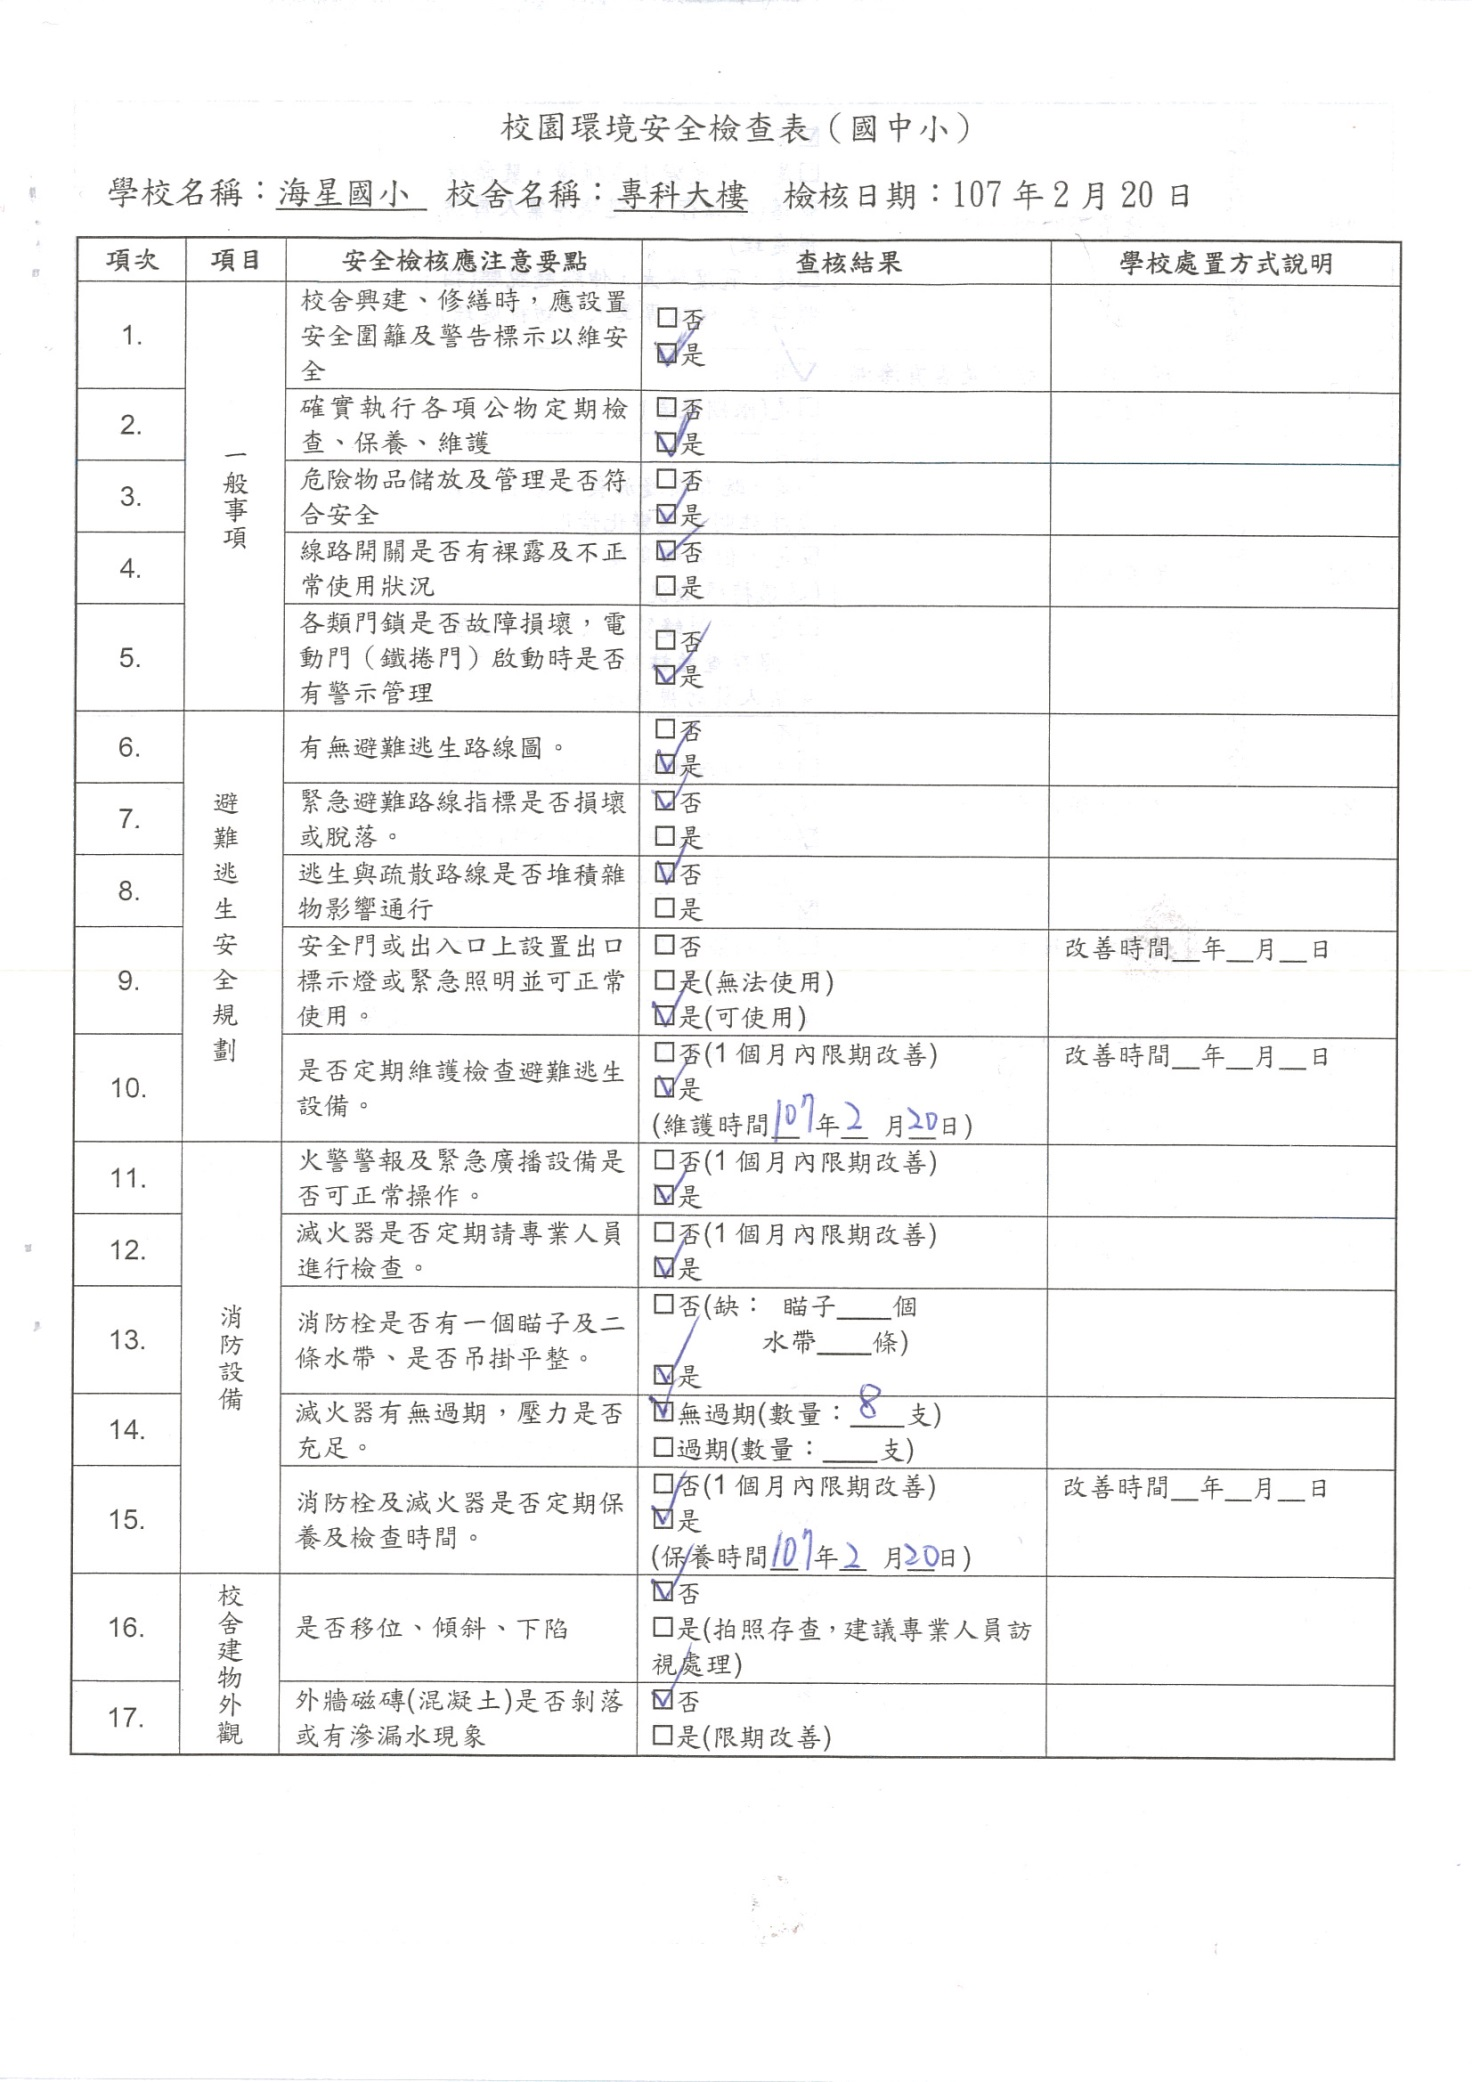 校園環境安全檢查表（國中小）
學校名稱：海星國小 校舍名稱：專科大樓 檢核日期：107年2月20日
項次 項目 安全檢核應注意要點 查核結果 學校處置方式說明
一般事項
1. 校舍興建、修繕時，應設置
安全圍籬及警告標示以維安
全
□否
☑是
2. 確實執行各項公物定期檢
查、保養、維護
□否
☑是
3. 危險物品儲放及管理是否符
合安全
□否
☑是
4. 線路開關是否有裸露及不正
常使用狀況
☑否
□是
5. 各類門鎖是否故障損壞，電
動門（鐵捲門）啟動時是否
有警示管理
□否
☑是
避難逃生安全規劃
6. 有無避難逃生路線圖。
□否
☑是
7. 緊急避難路線指標是否損壞
或脫落。
☑否
□是
8. 逃生與疏散路線是否堆積雜
物影響通行
☑否
□是
9. 安全門或出入口上設置出口
標示燈或緊急照明並可正常
使用。
□否
□是(無法使用)
☑是(可使用)
改善時間__年__月__日
10. 是否定期維護檢查避難逃生
設備。
□否(1個月內限期改善)
☑是
(維護時間107年2 月20日)
改善時間__年__月__日
消防設備
11. 火警警報及緊急廣播設備是
否可正常操作。
□否(1個月內限期改善)
☑是
12. 滅火器是否定期請專業人員
進行檢查。
□否(1個月內限期改善)
☑是
13. 消防栓是否有一個瞄子及二
條水帶、是否吊掛平整。
□否(缺： 瞄子____個
水帶____條)
☑是
14. 滅火器有無過期，壓力是否
充足。
☑無過期(數量：8支)
□過期(數量：____支)
15. 消防栓及滅火器是否定期保
養及檢查時間。
□否(1個月內限期改善)
☑是
(保養時間107年2 月20日)
改善時間__年__月__日
校舍建物外觀
16. 是否移位、傾斜、下陷
☑否
□是(拍照存查，建議專業人員訪
視處理)
17. 外牆磁磚(混凝土)是否剝落
或有滲漏水現象
☑否
□是(限期改善)